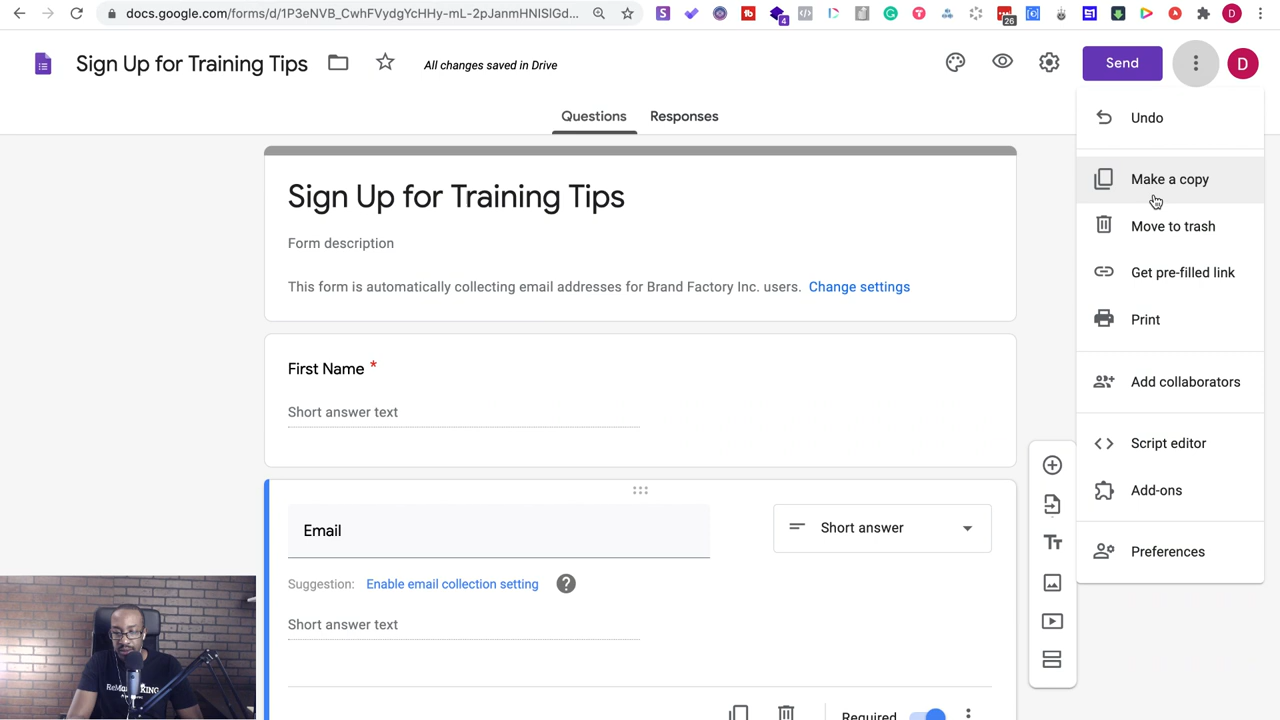 docs.google.com/forms/d/1P3eNVB_CwhFVydgYcHHy-mL-2pJanmHNISlGd...
4
26
D
Sign Up for Training Tips
All changes saved in Drive
Send
D
Questions
Responses
Undo
Make a copy
Move to trash
Get pre-filled link
Print
Add collaborators
Script editor
Add-ons
Preferences
Sign Up for Training Tips
Form description
This form is automatically collecting email addresses for Brand Factory Inc. users. Change settings
First Name *
Short answer text
Email
Short answer
Suggestion: Enable email collection setting
Short answer text
Required